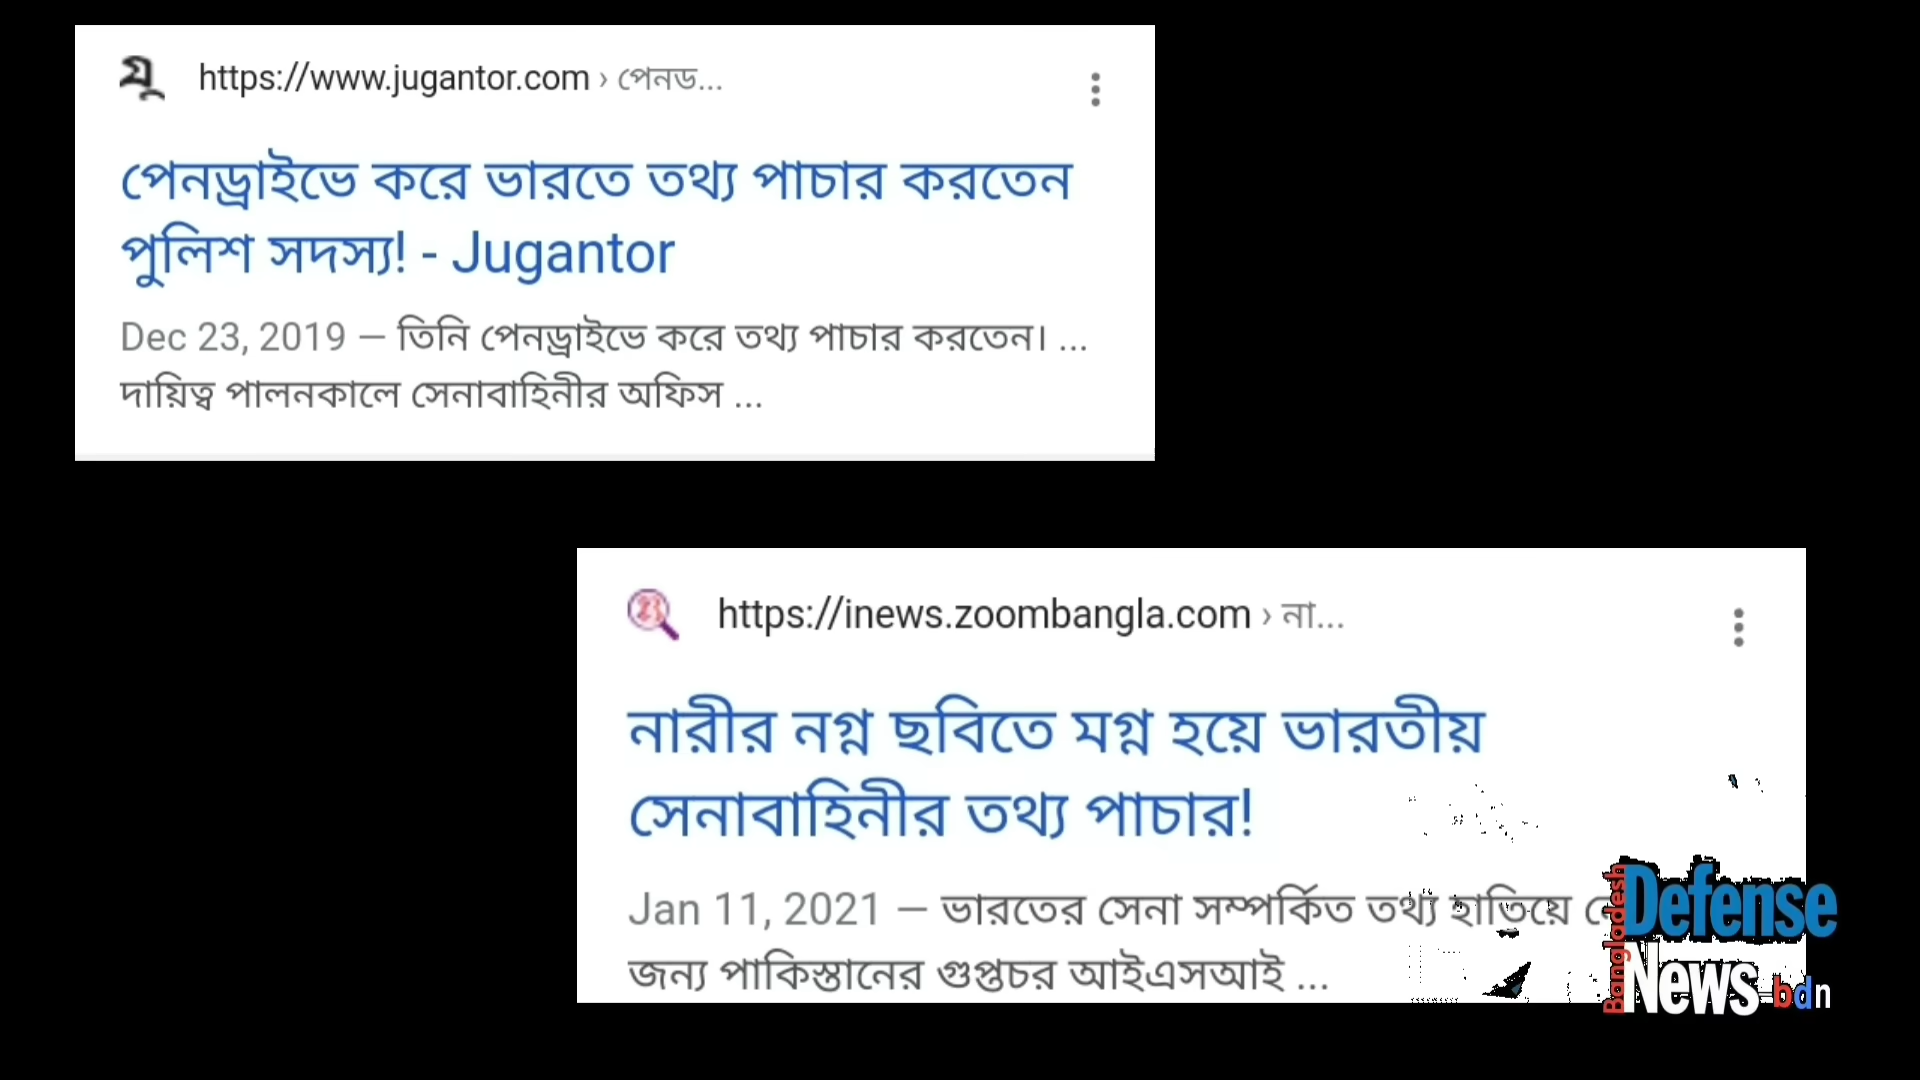 https://www.jugantor.com › পেনড...
পেনড্রাইভে করে ভারতে তথ্য পাচার করতেন
পুলিশ সদস্য! - Jugantor
Dec 23, 2019 — তিনি পেনড্রাইভে করে তথ্য পাচার করতেন। ...
দায়িত্ব পালনকালে সেনাবাহিনীর অফিস ...
https://inews.zoombangla.com › না...
নারীর নগ্ন ছবিতে মগ্ন হয়ে ভারতীয়
সেনাবাহিনীর তথ্য পাচার!
Jan 11, 2021 — ভারতের সেনা সম্পর্কিত তথ্য হাতিয়ে
জন্য পাকিস্তানের গুপ্তচর আইএসআই ...
Bangladesh
Defense
News.bdn